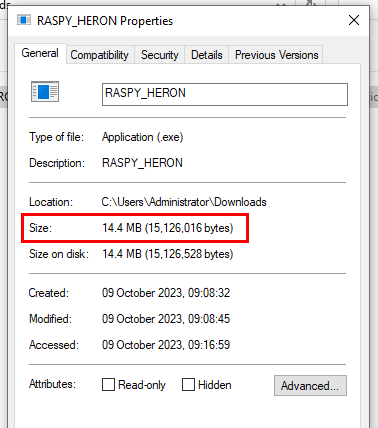 RASPY_HERON Properties
General Compatibility Security Details Previous Versions
RASPY_HERON
Type of file: Application (.exe)
Description: RASPY_HERON
Location: C:\Users\Administrator\Downloads
Size: 14.4 MB (15,126,016 bytes)
Size on disk: 14.4 MB (15,126,528 bytes)
Created: 09 October 2023, 09:08:32
Modified: 09 October 2023, 09:08:45
Accessed: 09 October 2023, 09:16:59
Attributes: Read-only Hidden Advanced...